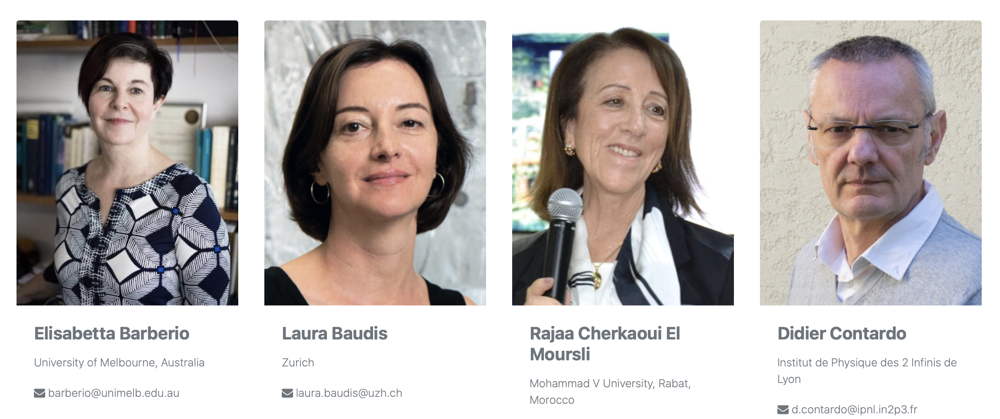 Elisabetta Barberio
University of Melbourne, Australia
barberio@unimelb.edu.au
Laura Baudis
Zurich
laura.baudis@uzh.ch
Rajaa Cherkaoui El
Moursli
Mohammad V University, Rabat,
Morocco
Didier Contardo
Institut de Physique des 2 Infinis de
Lyon
d.contardo@ipnl.in2p3.fr